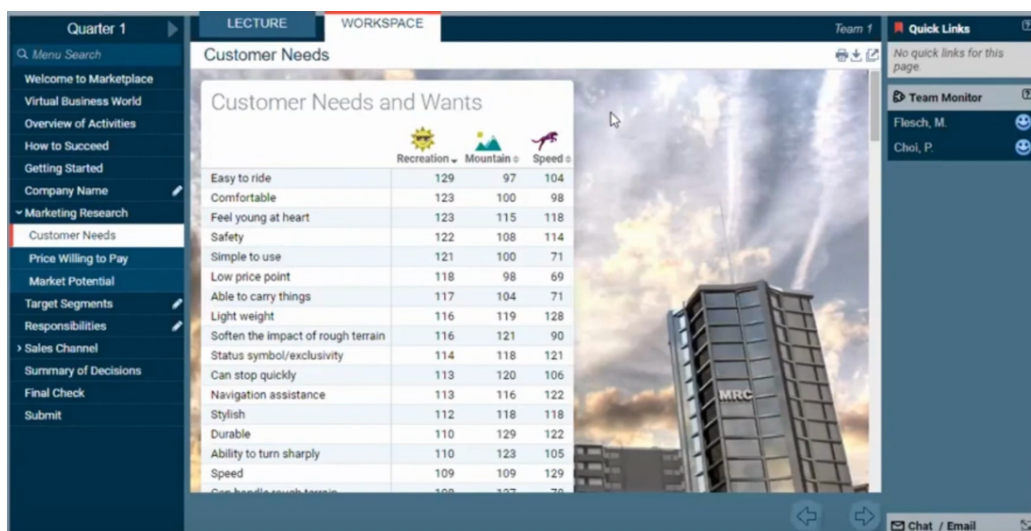 Quarter 1
Menu Search
Welcome to Marketplace
Virtual Business World
Overview of Activities
How to Succeed
Getting Started
Company Name
Marketing Research
Customer Needs
Price Willing to Pay
Market Potential
Target Segments
Responsibilities
Sales Channel
Summary of Decisions
Final Check
Submit
LECTURE WORKSPACE Team 1
Customer Needs
Customer Needs and Wants
Recreation Mountain Speed
Easy to ride 129 97 104
Comfortable 123 100 98
Feel young at heart 123 115 118
Safety 122 108 114
Simple to use 121 100 71
Low price point 118 98 69
Able to carry things 117 104 71
Light weight 116 119 128
Soften the impact of rough terrain 116 121 90
Status symbol/exclusivity 114 118 121
Can stop quickly 113 120 106
Navigation assistance 113 116 122
Stylish 112 118 118
Durable 110 129 122
Ability to turn sharply 110 123 105
Speed 109 109 129
MRC
Quick Links
No quick links for this
page.
Team Monitor
Flesch, M.
Choi, P.
Chat / Email